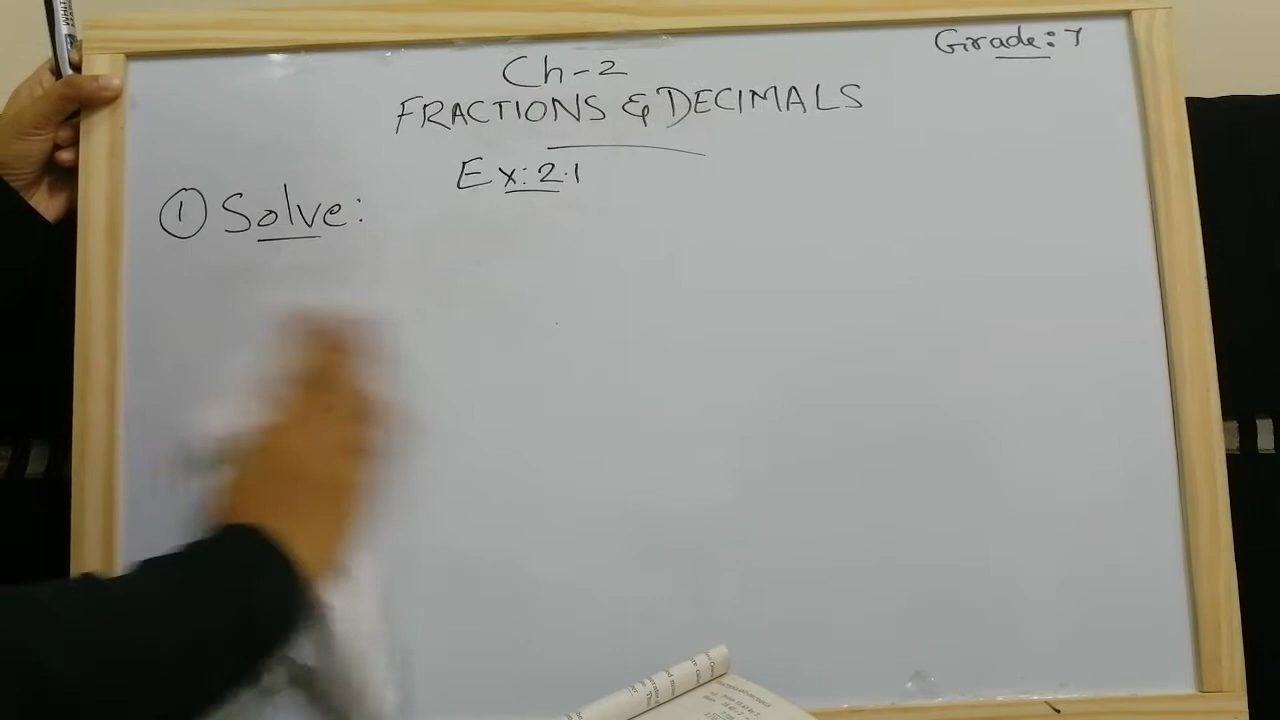 Grade: 7
Ch-2
FRACTIONS & DECIMALS
Ex: 2.1
① Solve: